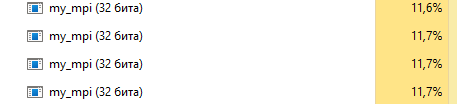 my_mpi (32 бита) 11,6%
my_mpi (32 бита) 11,7%
my_mpi (32 бита) 11,7%
my_mpi (32 бита) 11,7%